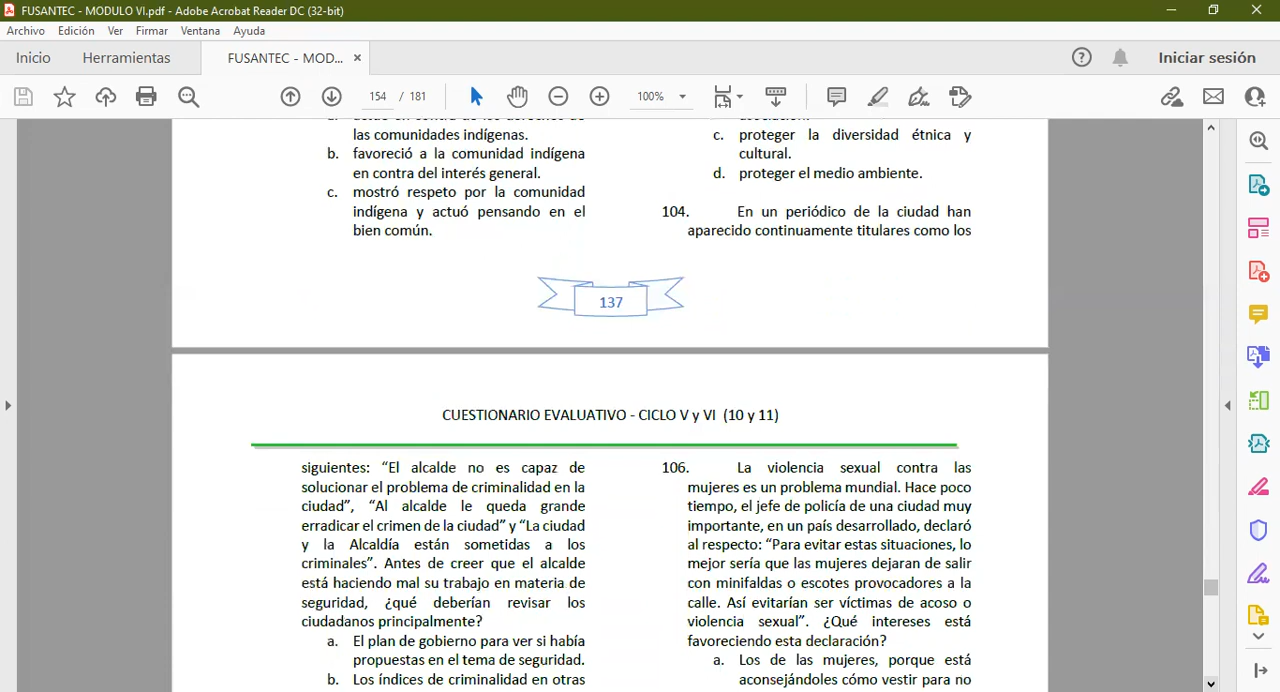 FUSANTEC - MODULO VI.pdf - Adobe Acrobat Reader DC (32-bit)
Archivo Edición Ver Firmar Ventana Ayuda
Inicio Herramientas FUSANTEC - MOD... × Iniciar sesión
154 / 181 100%
las comunidades indígenas.
b. favoreció a la comunidad indígena
en contra del interés general.
c. mostró respeto por la comunidad
indígena y actuó pensando en el
bien común.
c. proteger la diversidad étnica y
cultural.
d. proteger el medio ambiente.
104. En un periódico de la ciudad han
aparecido continuamente titulares como los
137
CUESTIONARIO EVALUATIVO - CICLO V y VI (10 y 11)
siguientes: “El alcalde no es capaz de
solucionar el problema de criminalidad en la
ciudad”, “Al alcalde le queda grande
erradicar el crimen de la ciudad” y “La ciudad
y la Alcaldía están sometidas a los
criminales”. Antes de creer que el alcalde
está haciendo mal su trabajo en materia de
seguridad, ¿qué deberían revisar los
ciudadanos principalmente?
a. El plan de gobierno para ver si había
propuestas en el tema de seguridad.
b. Los índices de criminalidad en otras
106. La violencia sexual contra las
mujeres es un problema mundial. Hace poco
tiempo, el jefe de policía de una ciudad muy
importante, en un país desarrollado, declaró
al respecto: “Para evitar estas situaciones, lo
mejor sería que las mujeres dejaran de salir
con minifaldas o escotes provocadores a la
calle. Así evitarían ser víctimas de acoso o
violencia sexual”. ¿Qué intereses está
favoreciendo esta declaración?
a. Los de las mujeres, porque está
aconsejándoles cómo vestir para no